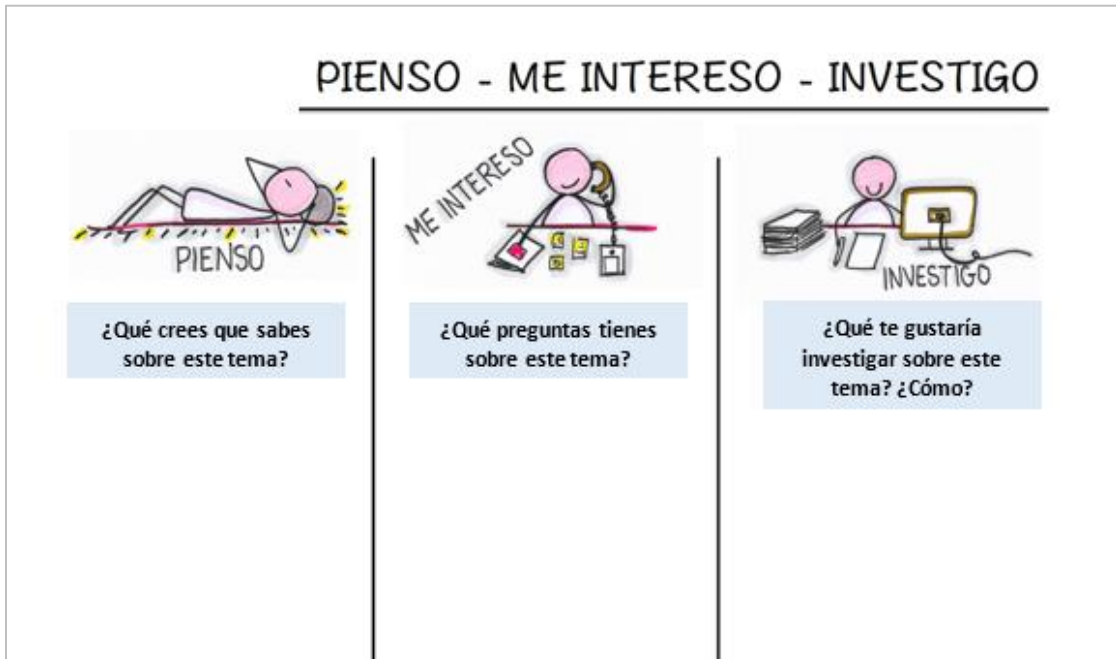 PIENSO - ME INTERESO - INVESTIGO
PIENSO
¿Qué crees que sabes
sobre este tema?
ME INTERESO
¿Qué preguntas tienes
sobre este tema?
INVESTIGO
¿Qué te gustaría
investigar sobre este
tema? ¿Cómo?